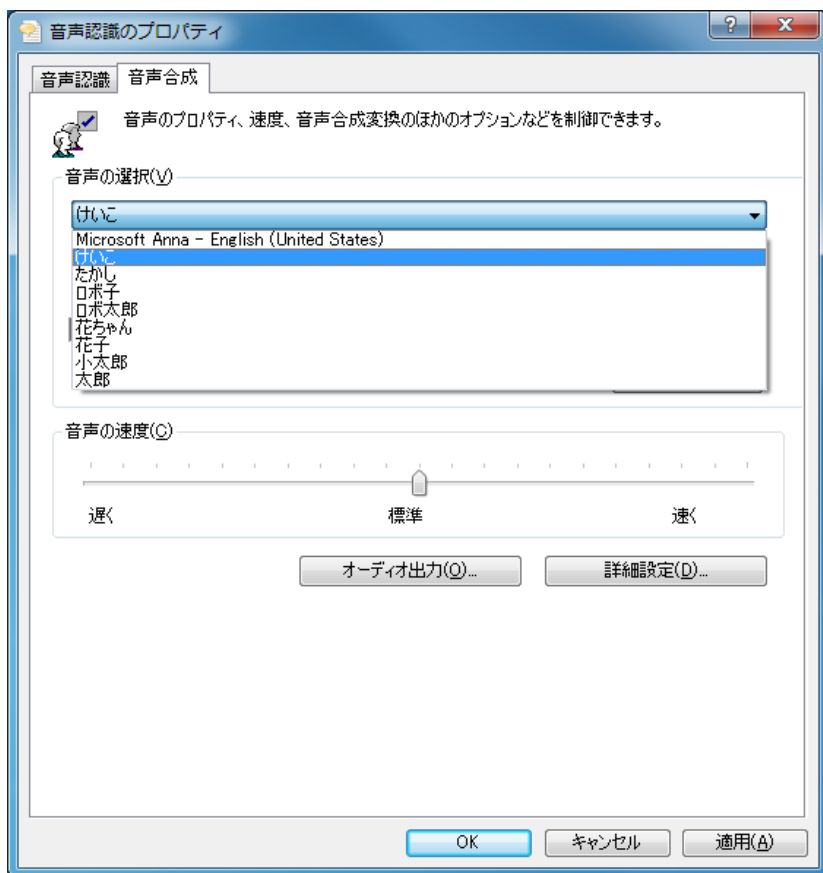 音声認識のプロパティ
音声認識 音声合成
音声のプロパティ、速度、音声合成変換のほかのオプションなどを制御できます。
音声の選択(V)
けいこ
Microsoft Anna - English (United States)
けいこ
たかし
ロボ子
ロボ太郎
花ちゃん
花子
小太郎
太郎
音声の速度(C)
遅く 標準 速く
オーディオ出力(O)... 詳細設定(D)...
OK キャンセル 適用(A)